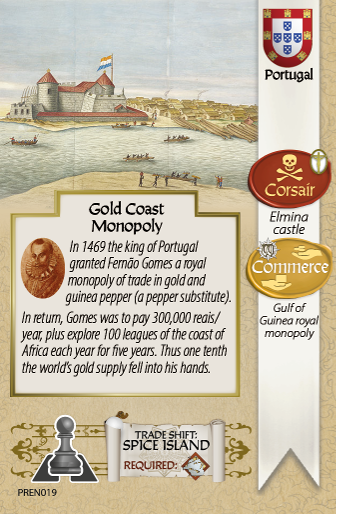 Portugal
Corsair
Elmina
castle
Commerce
Gulf of
Guinea royal
monopoly
Gold Coast
Monopoly
In 1469 the king of Portugal
granted Fernão Gomes a royal
monopoly of trade in gold and
guinea pepper (a pepper substitute).
In return, Gomes was to pay 300,000 reais/
year, plus explore 100 leagues of the coast of
Africa each year for five years. Thus one tenth
the world's gold supply fell into his hands.
TRADE SHIFT:
SPICE ISLAND
REQUIRED:
PREN019